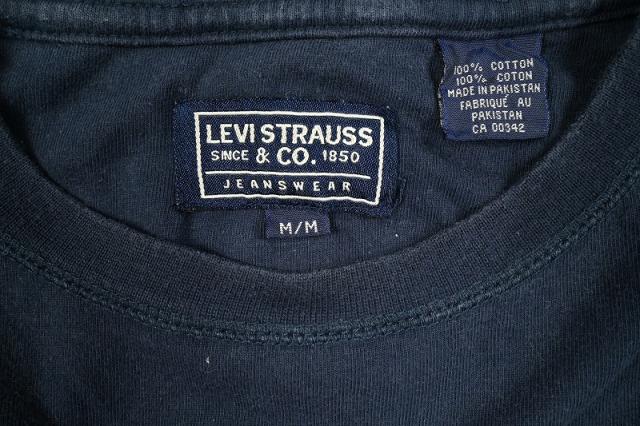 LEVI STRAUSS
SINCE & CO. 1850
JEANSWEAR
M/M
100% COTTON
100% COTON
MADE IN PAKISTAN
FABRIQUÉ AU
PAKISTAN
CA 00342